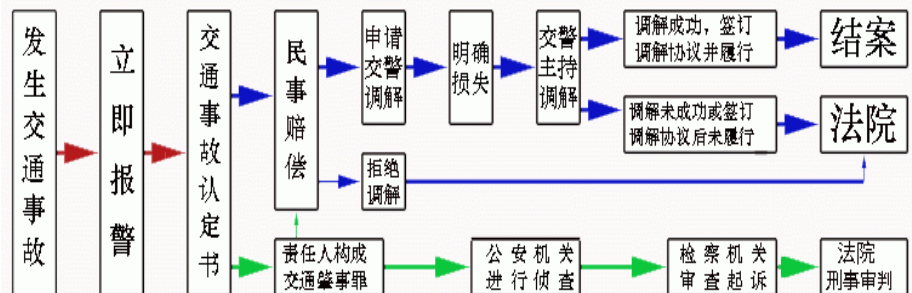 发生交通事故
立即报警
交通事故认定书
民事赔偿
申请
交警
调解
明确
损失
交警
主持
调解
调解成功，签订
调解协议并履行
结案
调解未成功或签订
调解协议后未履行
法院
拒绝
调解
责任人构成
交通肇事罪
公安机关
进行侦查
检察机关
审查起诉
法院
刑事审判